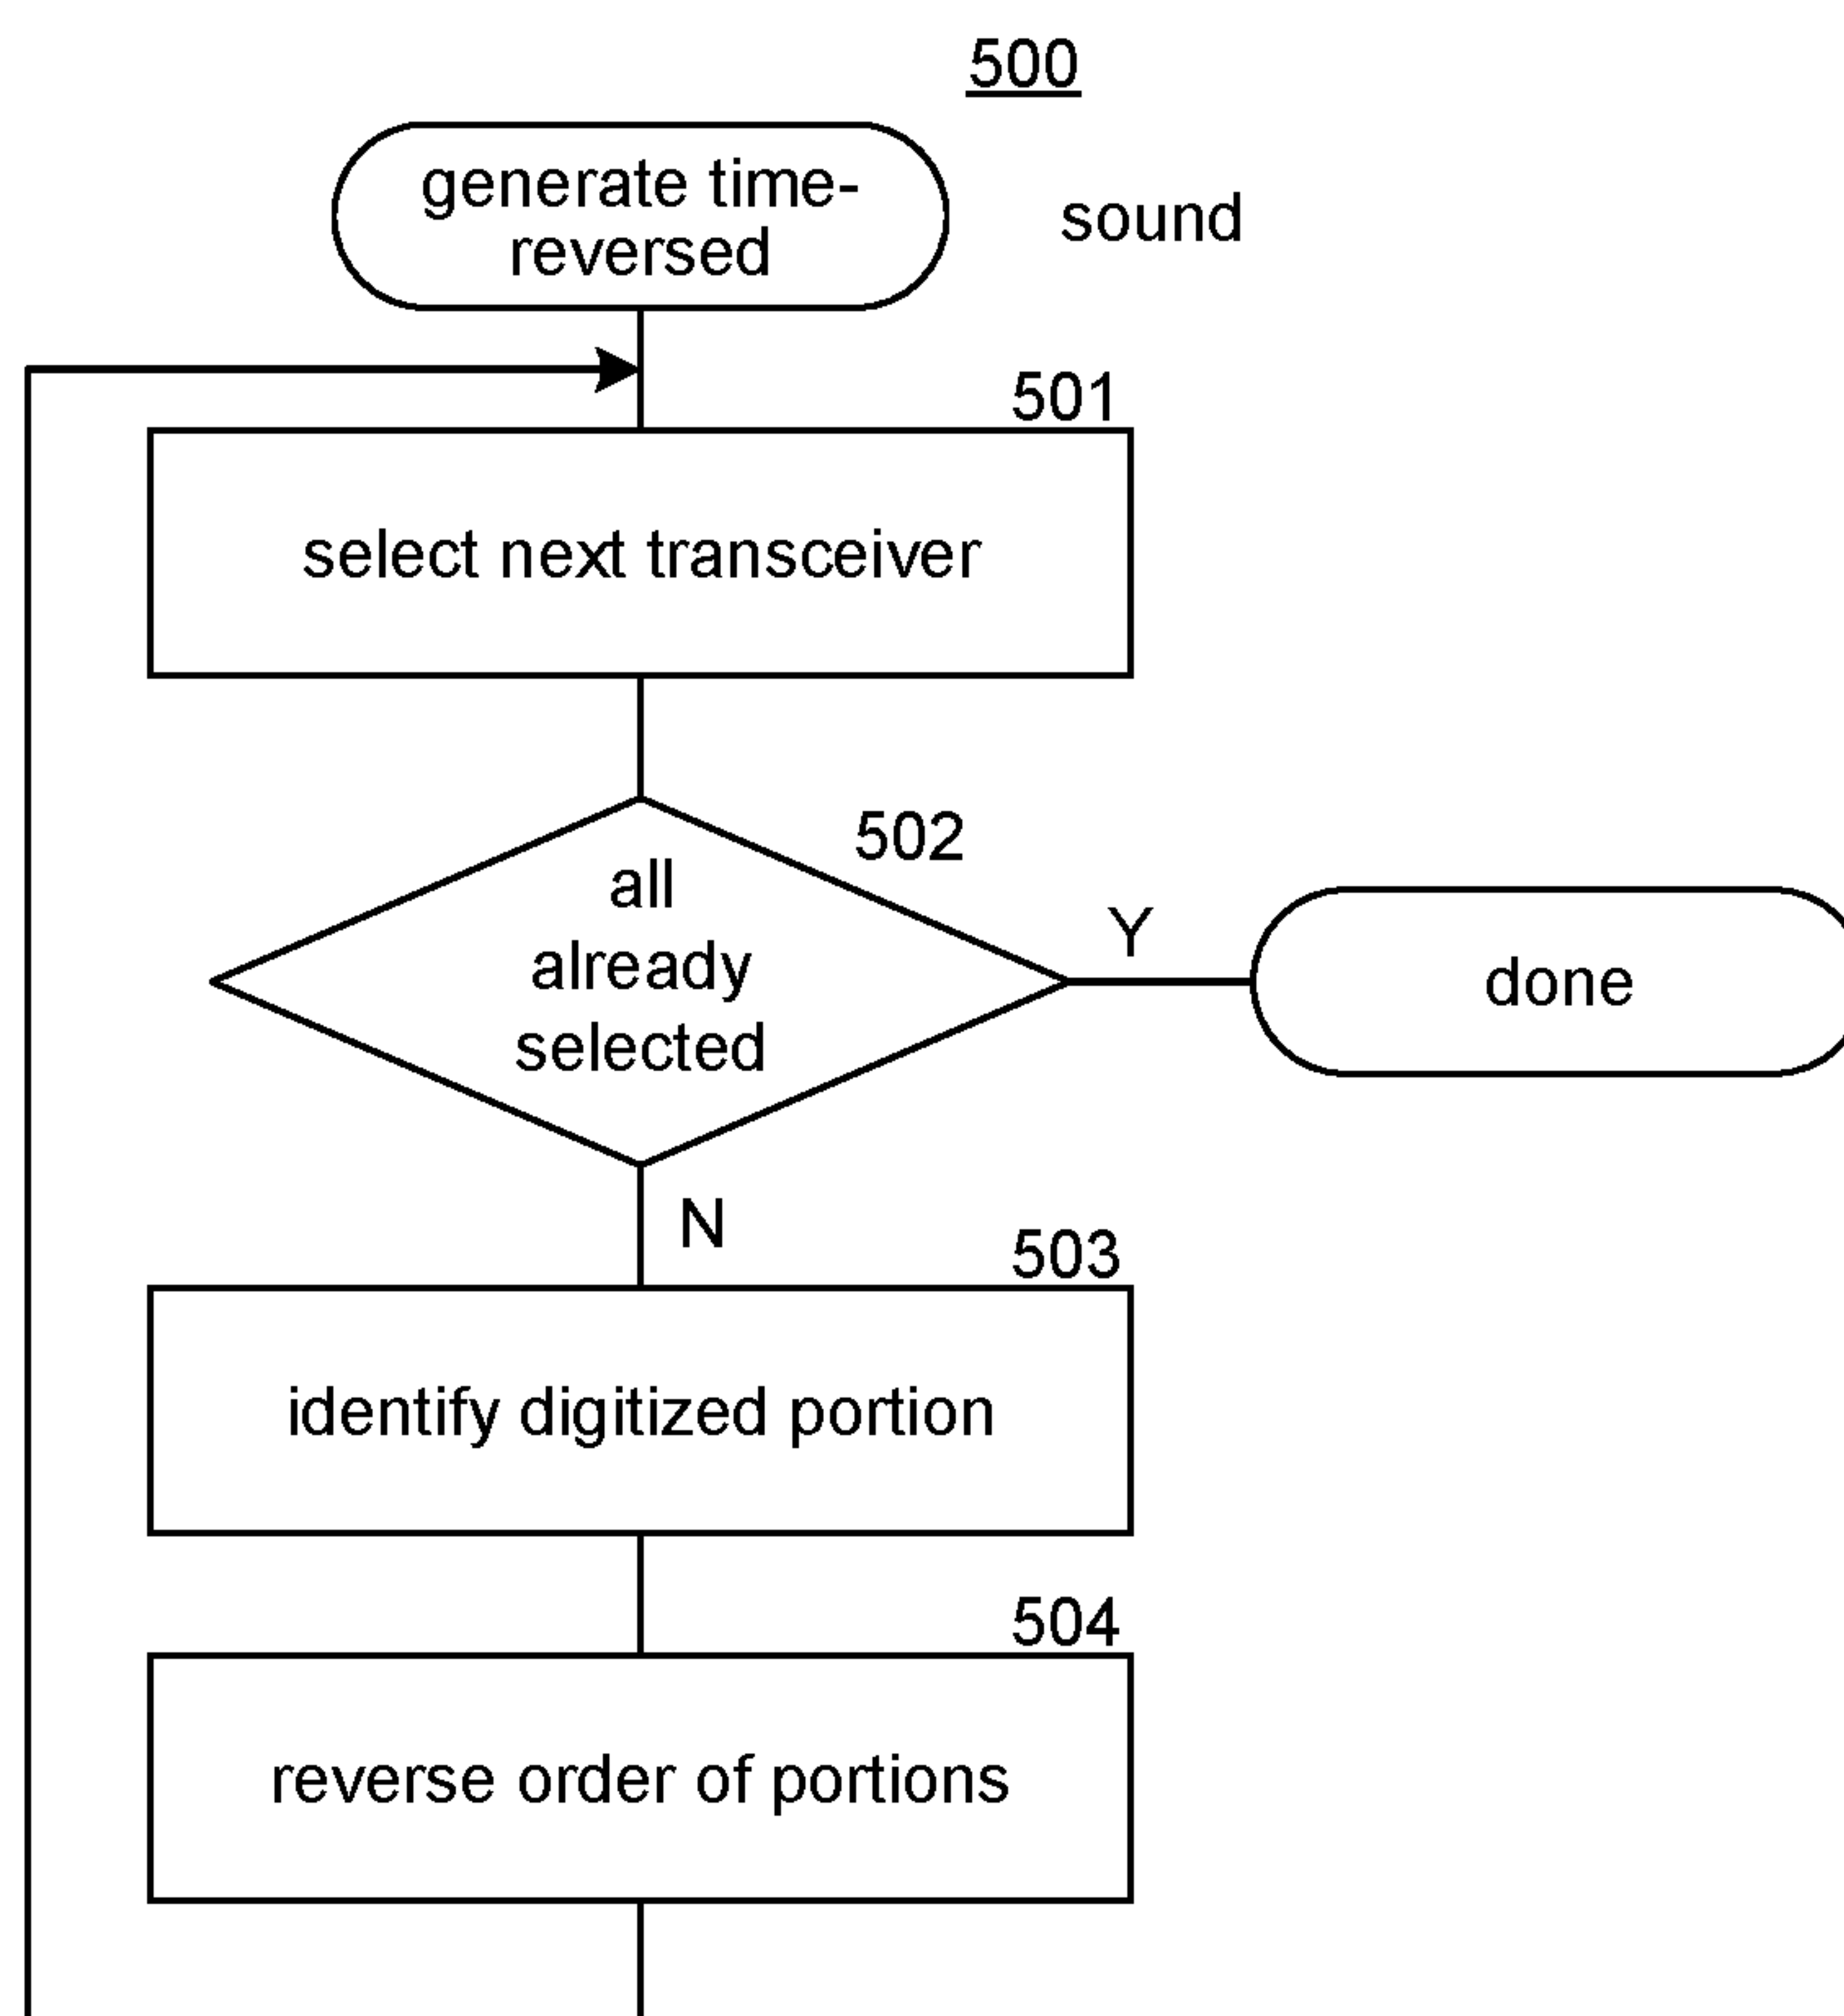 500
generate time-
reversed
sound
501
select next transceiver
502
all
already
selected
Y
done
N
503
identify digitized portion
504
reverse order of portions